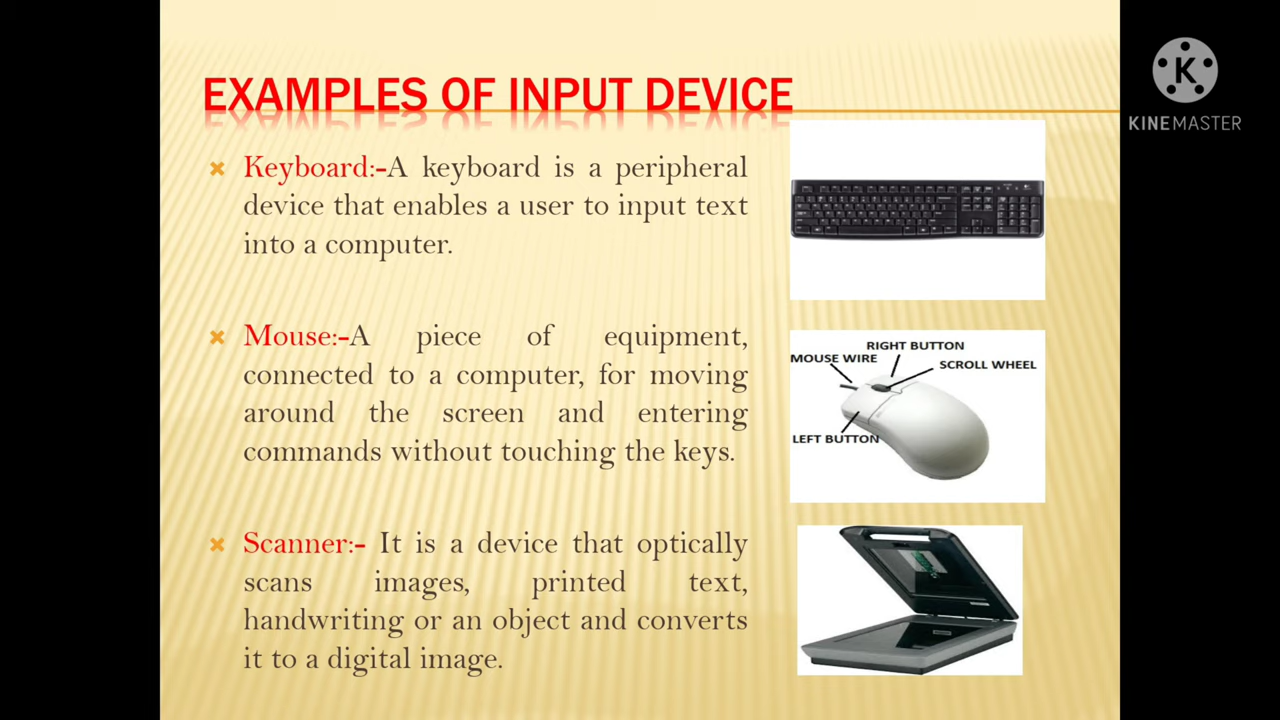 EXAMPLES OF INPUT DEVICE
K
KINEMASTER
Keyboard:-A keyboard is a peripheral
device that enables a user to input text
into a computer.
Mouse:-A piece of equipment,
connected to a computer, for moving
around the screen and entering
commands without touching the keys.
RIGHT BUTTON
MOUSE WIRE
SCROLL WHEEL
LEFT BUTTON
Scanner:- It is a device that optically
scans images, printed text,
handwriting or an object and converts
it to a digital image.